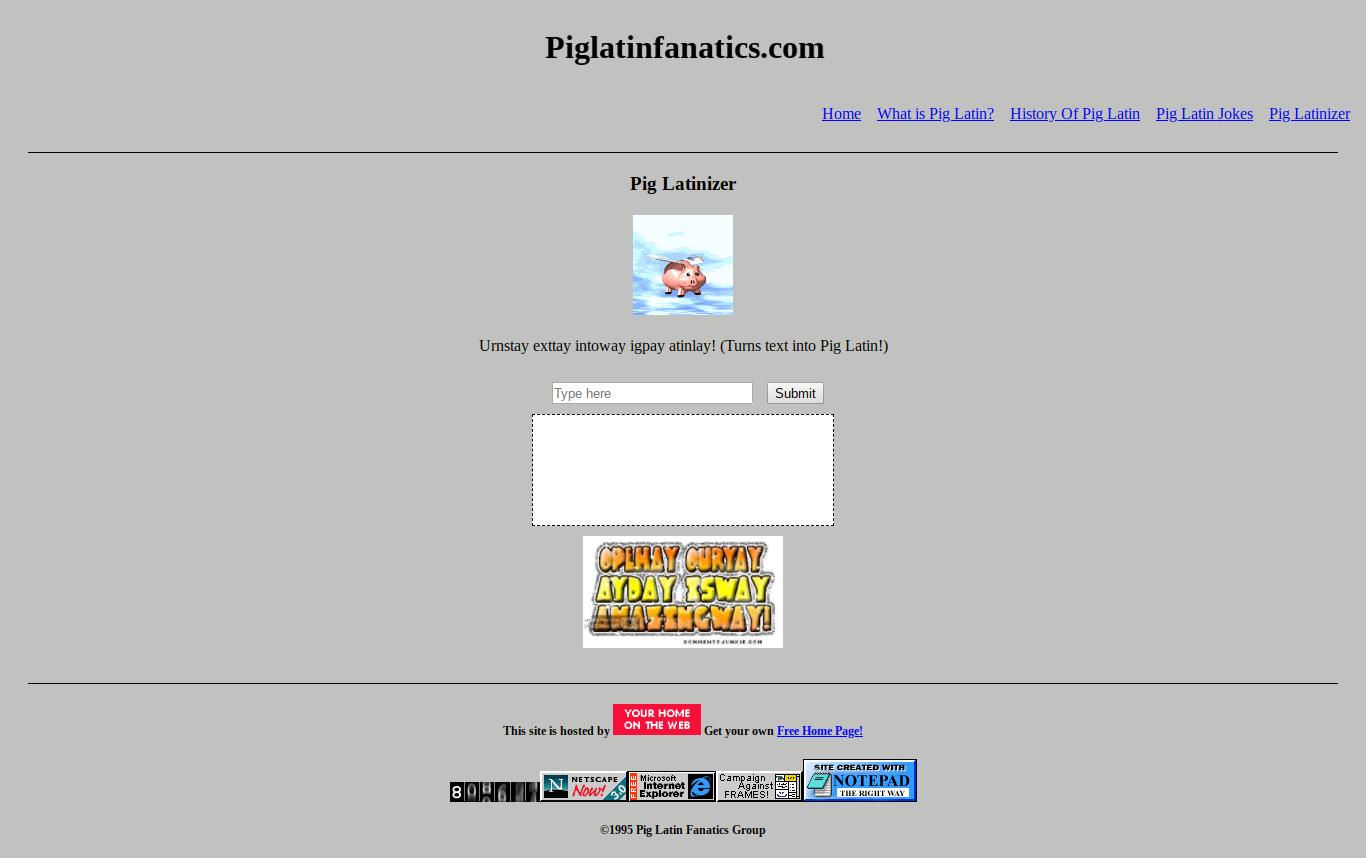 Piglatinfanatics.com
Home What is Pig Latin? History Of Pig Latin Pig Latin Jokes Pig Latinizer
Pig Latinizer
Urnstay exttay intoway igpay atinlay! (Turns text into Pig Latin!)
Type here Submit
OPLHAY OURYAY
AYDAY ISWAY
AMAZINGWAY!
COMMENTSJUNKIE.COM
This site is hosted by YOUR HOME ON THE WEB Get your own Free Home Page!
NETSCAPE Now! 3.0
FREE Microsoft Internet Explorer
Campaign Against FRAMES!
SITE CREATED WITH NOTEPAD THE RIGHT WAY
©1995 Pig Latin Fanatics Group